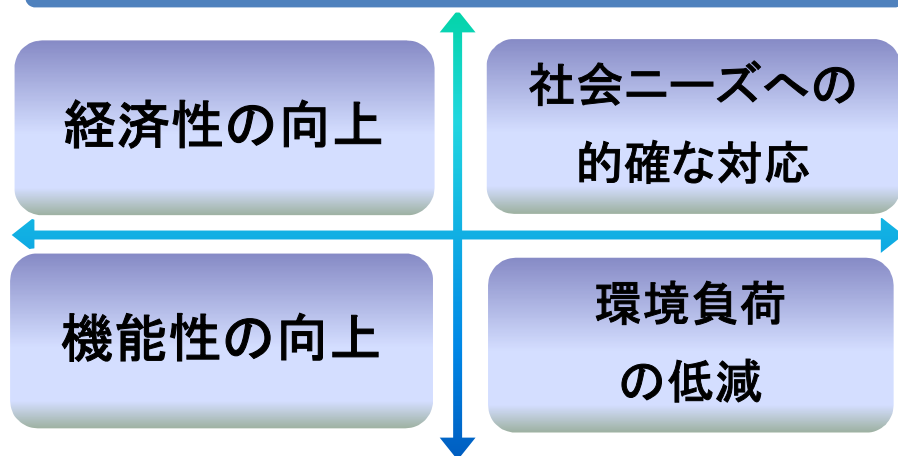 経済性の向上
社会ニーズへの
的確な対応
機能性の向上
環境負荷
の低減